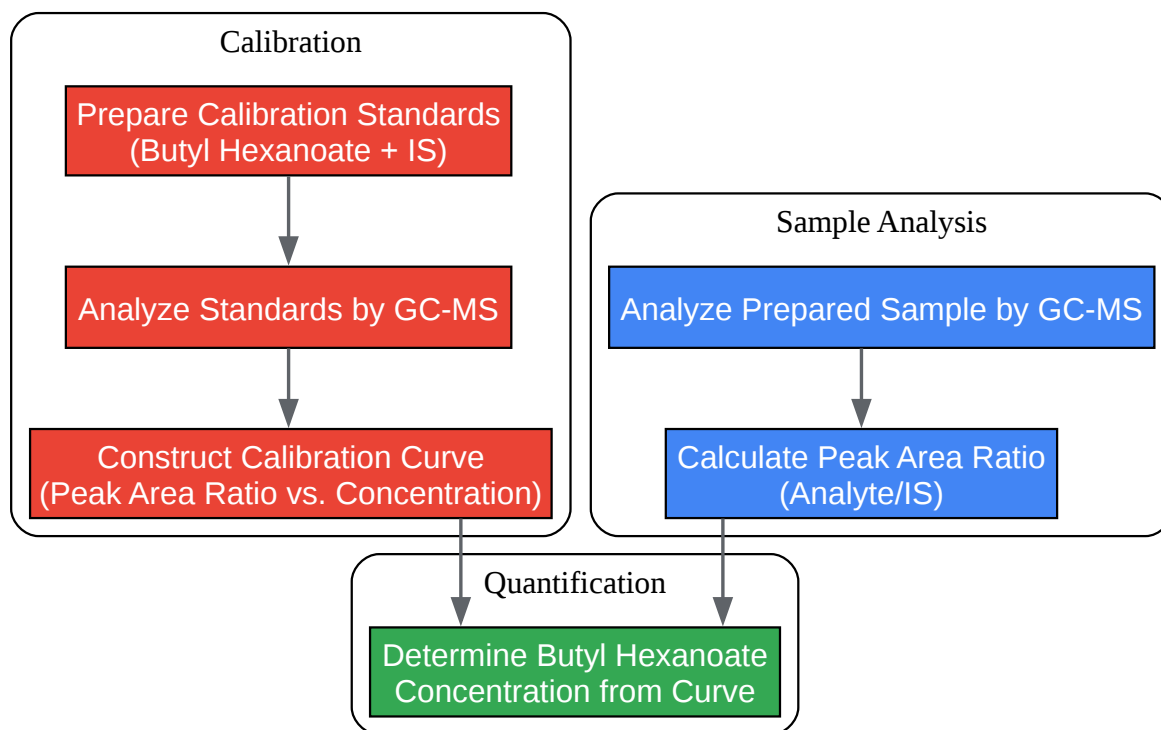 Calibration
Prepare Calibration Standards
(Butyl Hexanoate + IS)
Analyze Standards by GC-MS
Construct Calibration Curve
(Peak Area Ratio vs. Concentration)
Sample Analysis
Analyze Prepared Sample by GC-MS
Calculate Peak Area Ratio
(Analyte/IS)
Quantification
Determine Butyl Hexanoate
Concentration from Curve